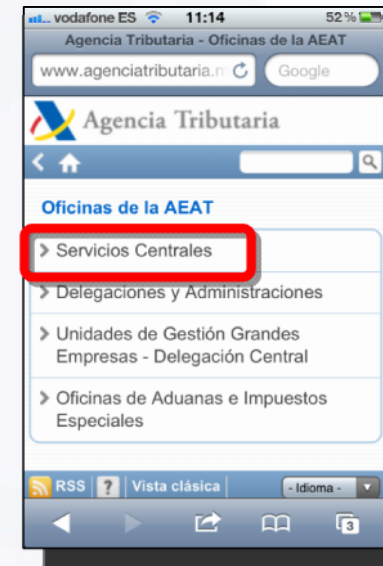 vodafone ES 11:14 52 %
Agencia Tributaria - Oficinas de la AEAT
www.agenciatributaria.n
Google
Agencia Tributaria
Oficinas de la AEAT
Servicios Centrales
Delegaciones y Administraciones
Unidades de Gestión Grandes
Empresas - Delegación Central
Oficinas de Aduanas e Impuestos
Especiales
RSS ? Vista clásica - Idioma -
3